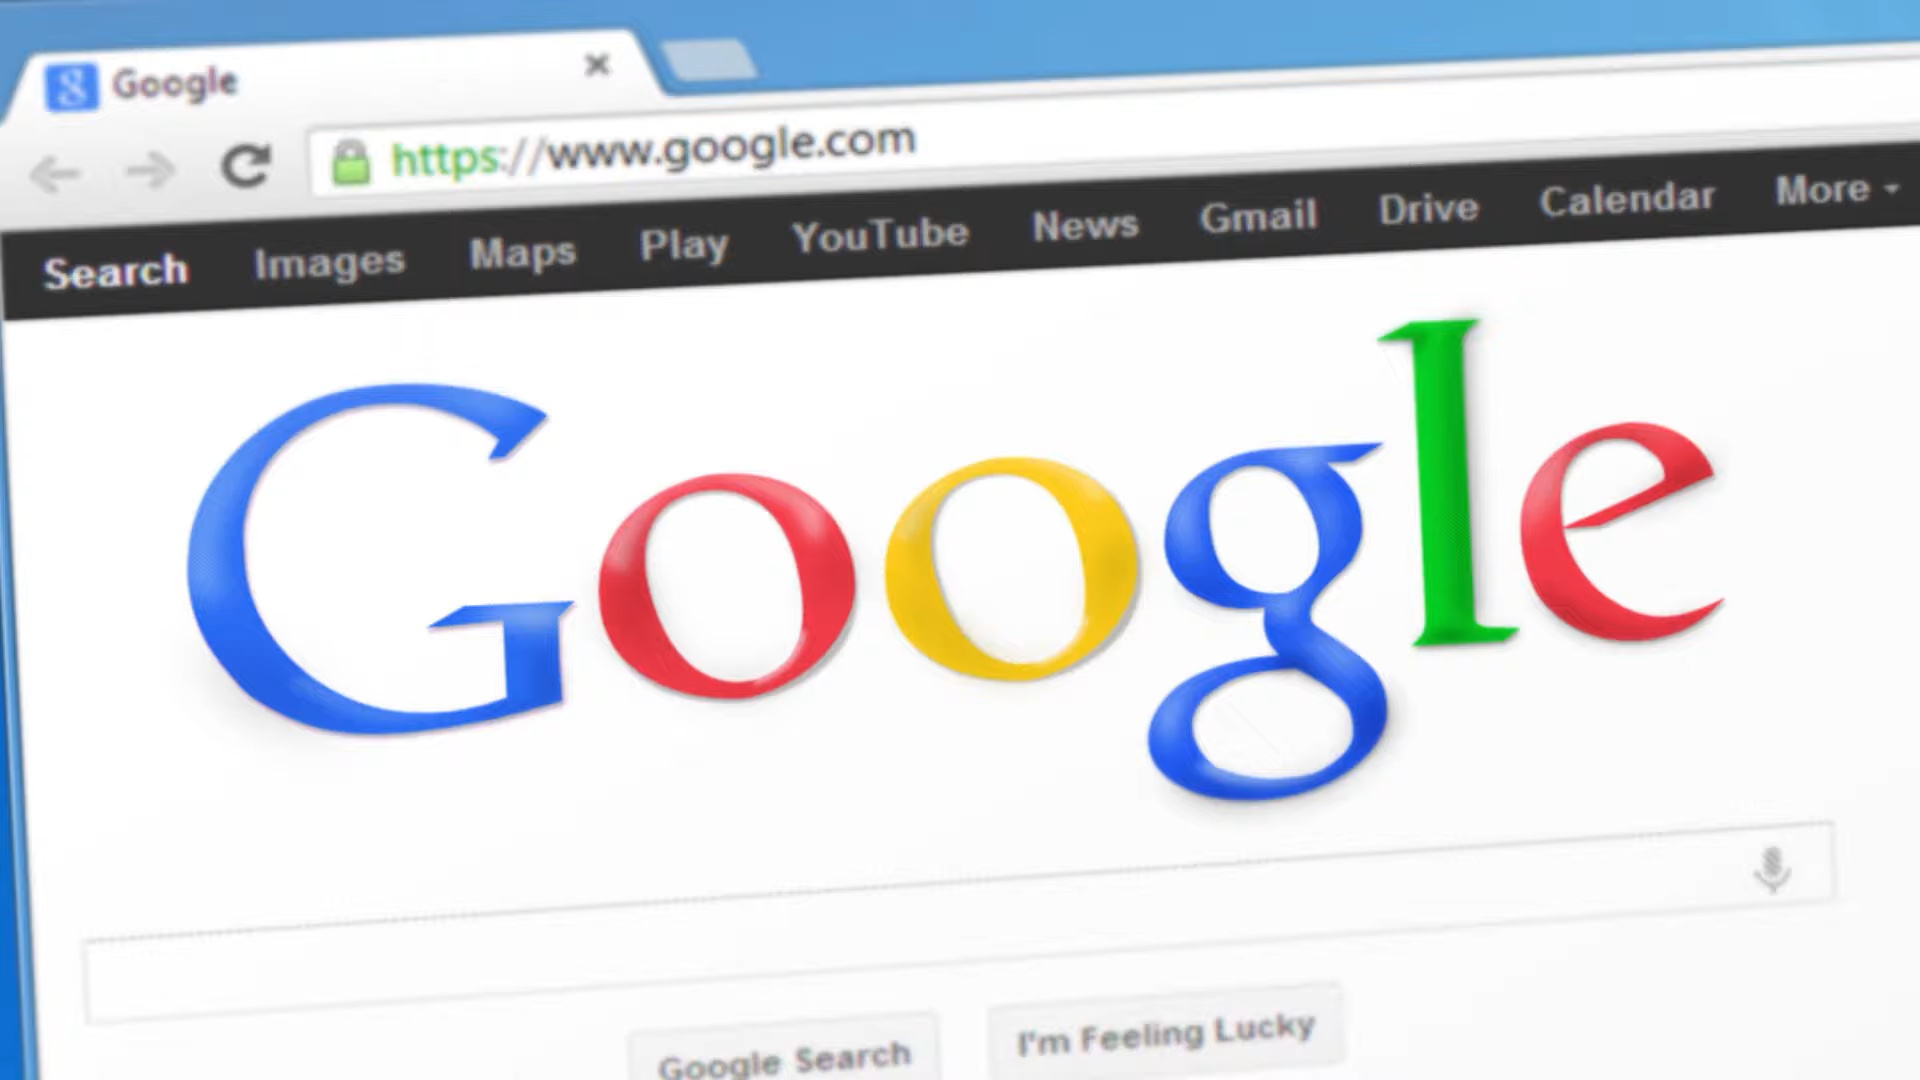 Google
https://www.google.com
Search Images Maps Play YouTube News Gmail Drive Calendar More
Google
Google Search I'm Feeling Lucky